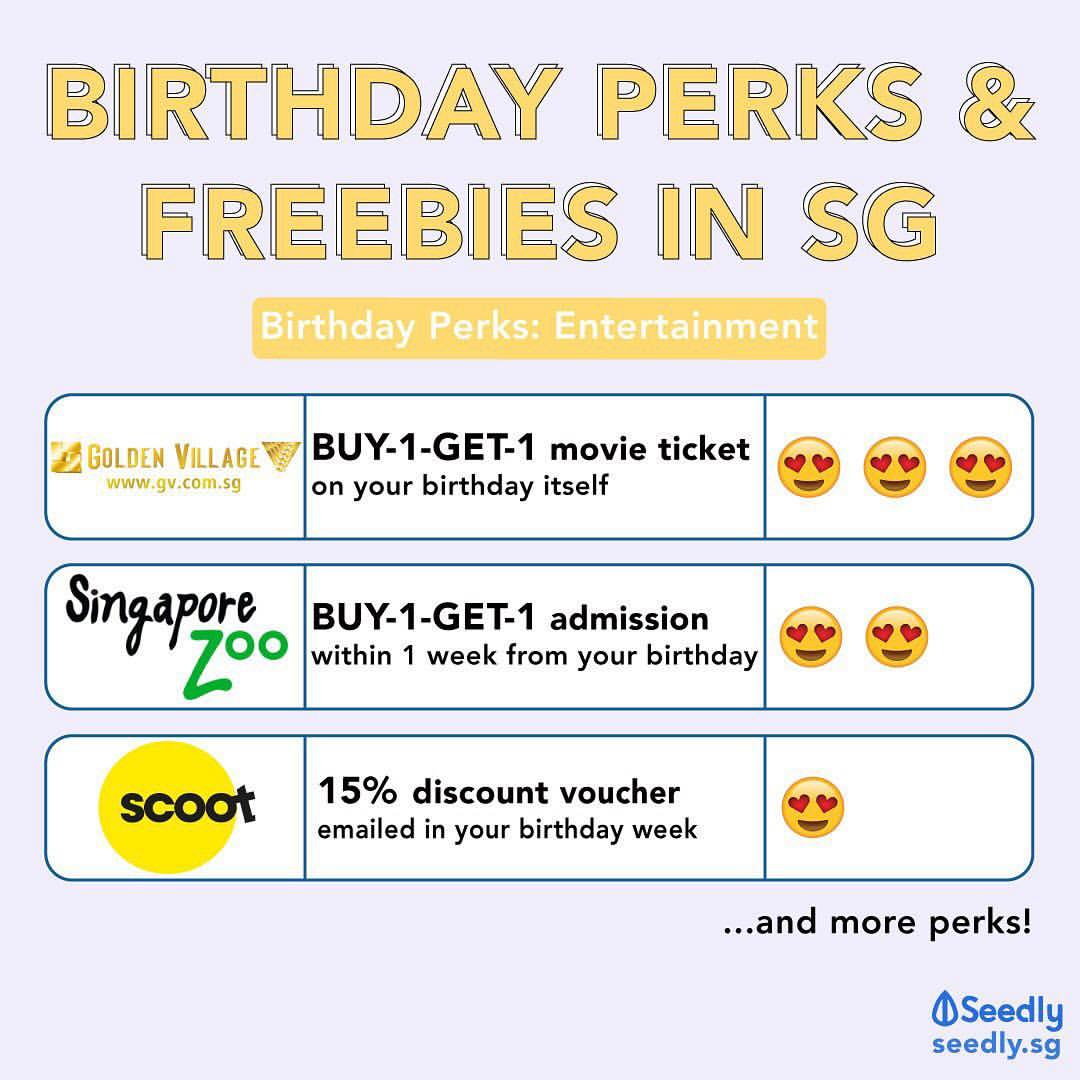 BIRTHDAY PERKS &
FREEBIES IN SG
Birthday Perks: Entertainment
GOLDEN VILLAGE
www.gv.com.sg
BUY-1-GET-1 movie ticket
on your birthday itself
Singapore
Zoo
BUY-1-GET-1 admission
within 1 week from your birthday
scoot
15% discount voucher
emailed in your birthday week
...and more perks!
Seedly
seedly.sg